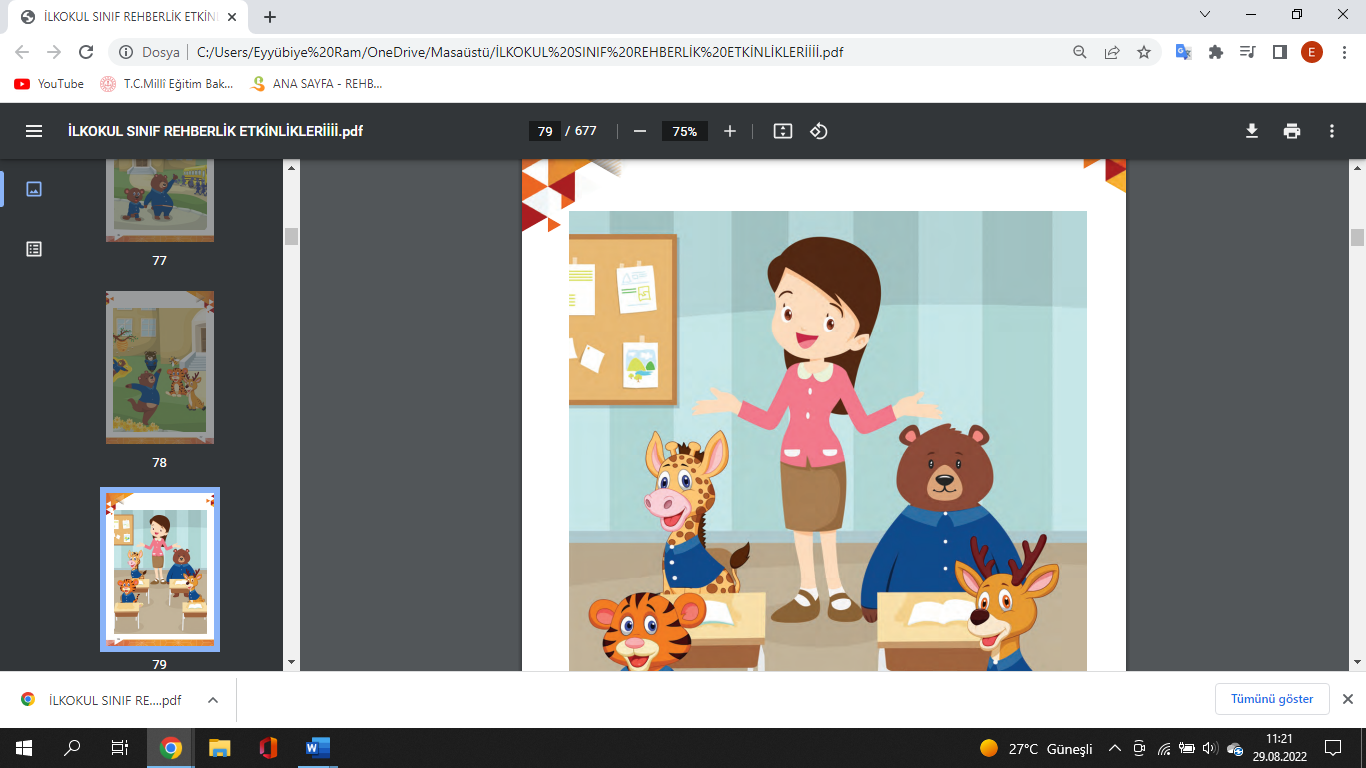 İLKOKUL SINIF REHBERLİK ETKİNL
Dosya
C:/Users/Eyyübiye%20Ram/OneDrive/Masaüstü/İLKOKUL%20SINIF%20REHBERLİK%20ETKİNLİKLERİİİİ.pdf
E
YouTube
T.C.Millî Eğitim Bak...
ANA SAYFA - REHB...
İLKOKUL SINIF REHBERLİK ETKİNLİKLERİİİİ.pdf
79 / 677
75%
77
78
79
İLKOKUL SINIF RE....pdf
Tümünü göster
27°C Güneşli
11:21
29.08.2022